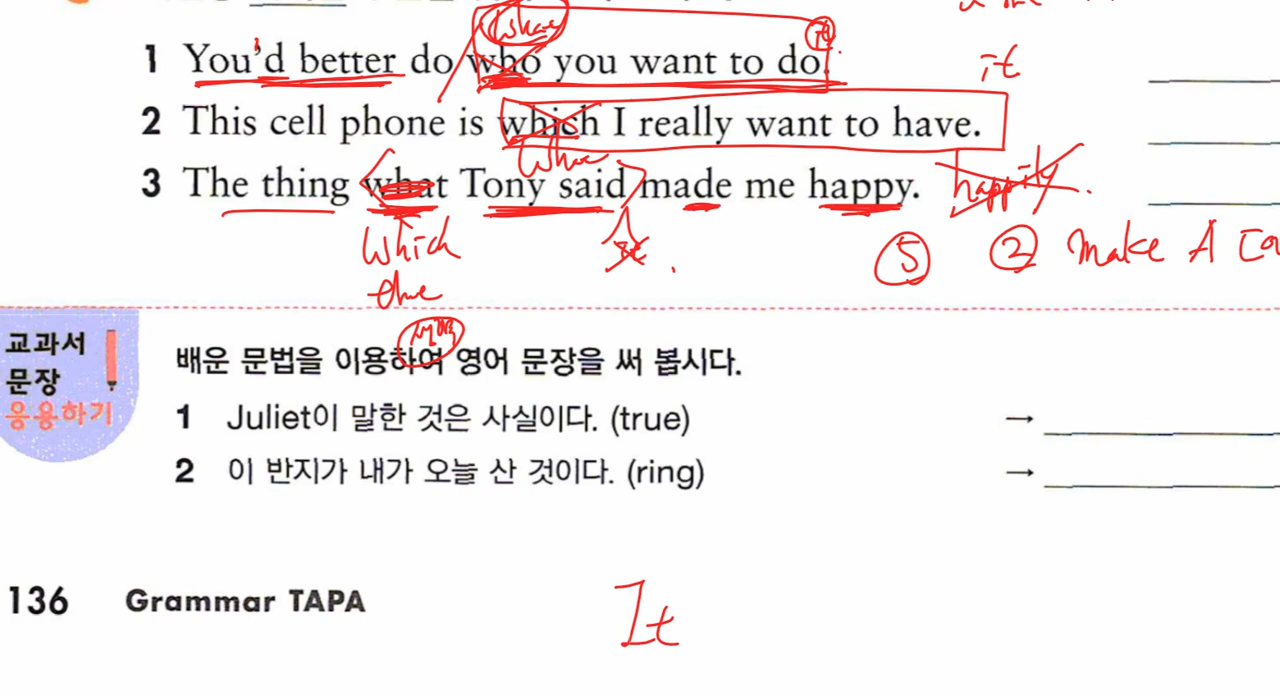 what it
1 You'd better do who you want to do. it
2 This cell phone is which I really want to have.
what
3 The thing what Tony said made me happy. happily.
which
that
⑤ ② make A
교과서
문장
응용하기
배운 문법을 이용하여 영어 문장을 써 봅시다.
1 Juliet이 말한 것은 사실이다. (true) →
2 이 반지가 내가 오늘 산 것이다. (ring) →
136 Grammar TAPA
It